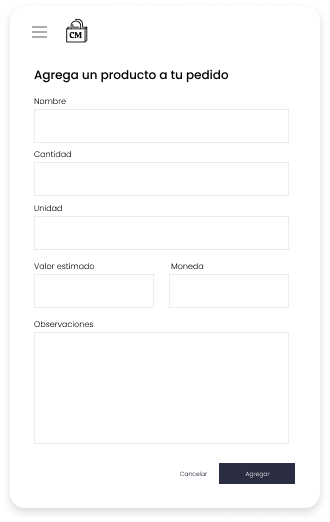 CM
Agrega un producto a tu pedido
Nombre
Cantidad
Unidad
Valor estimado Moneda
Observaciones
Cancelar Agregar